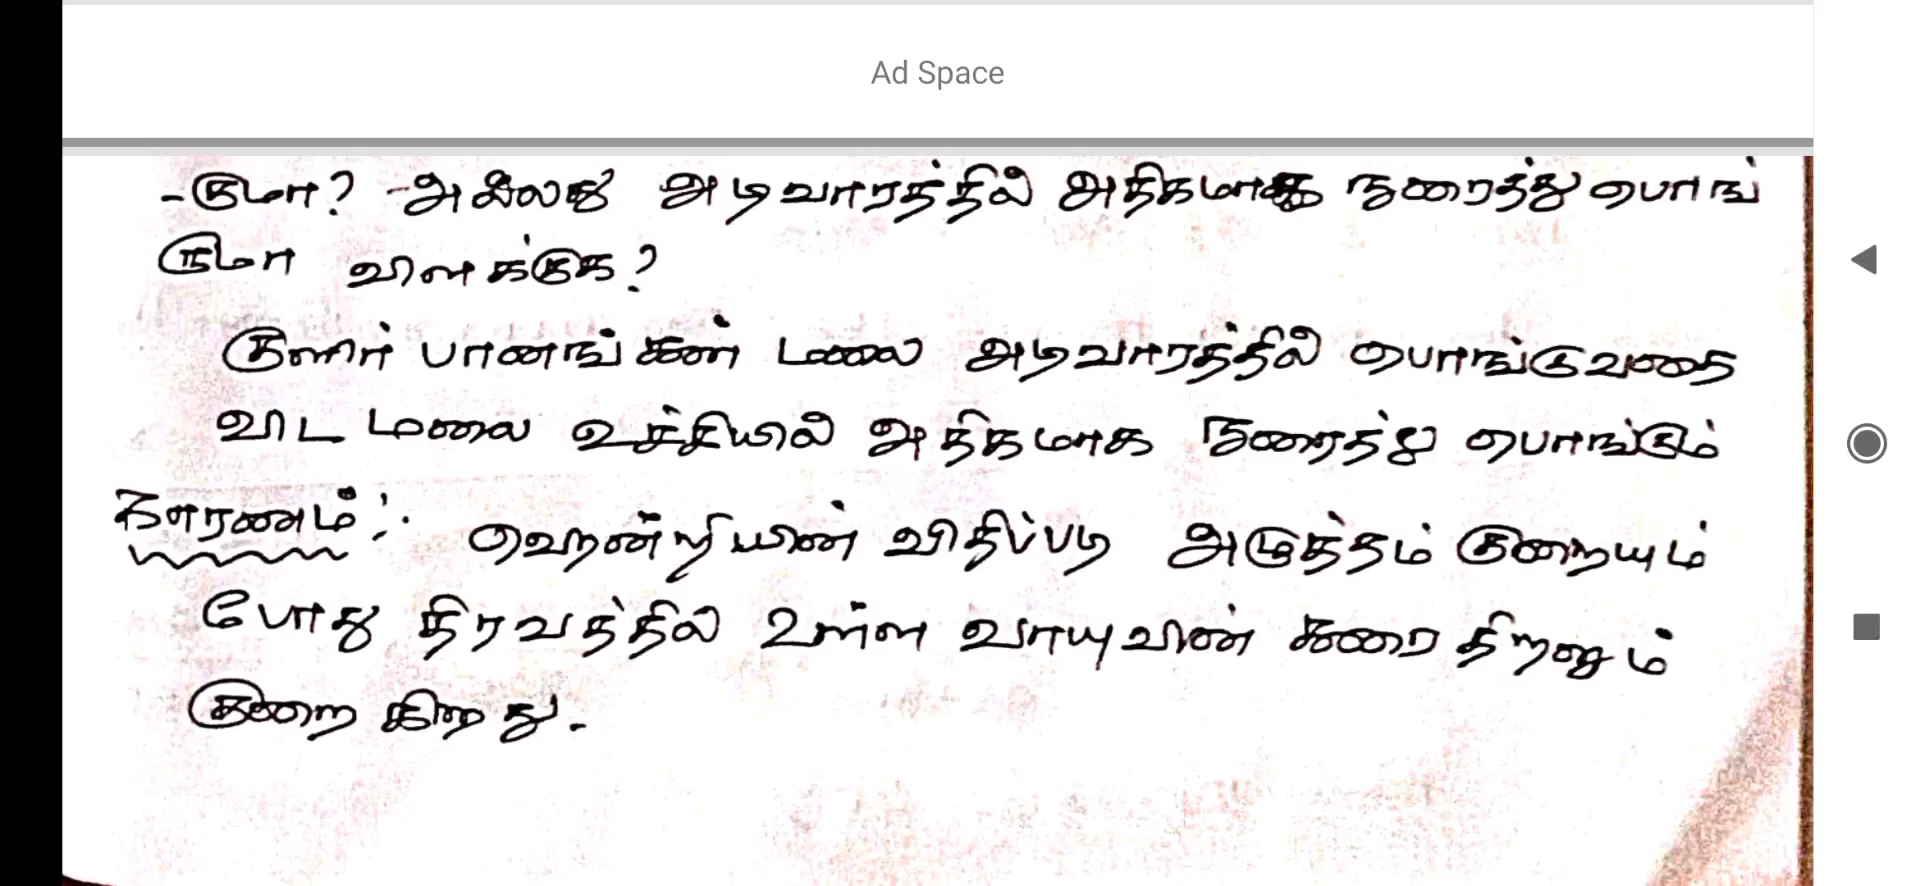 Ad Space
-குமா? -அல்லது அடிவாரத்தில் அதிகமாக நுரைத்து பொங்
குமா விளக்குக?
குளிர் பானங்கள் மலை அடிவாரத்தில் பொங்குவதை
விட மலை உச்சியில் அதிகமாக நுரைத்து பொங்கும்
காரணம்:
ஹென்றியின் விதிப்படி அழுத்தம் குறையும்
போது திரவத்தில் உள்ள வாயுவின் கரை திறனும்
குறைகிறது.